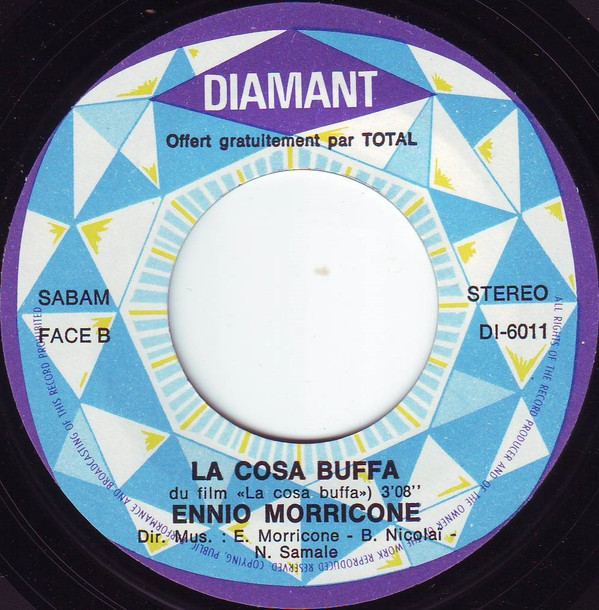 DIAMANT
Offert gratuitement par TOTAL
SABAM
STEREO
FACE B
DI-6011
LA COSA BUFFA
du film «La cosa buffa») 3'08''
ENNIO MORRICONE
Dir. Mus. : E. Morricone - B. Nicolai -
N. Samale
ALL RIGHTS OF THE RECORD PRODUCER AND OF THE OWNER OF THE WORK REPRODUCED RESERVED. COPYING, PUBLIC PERFORMANCE AND BROADCASTING OF THIS RECORD PROHIBITED